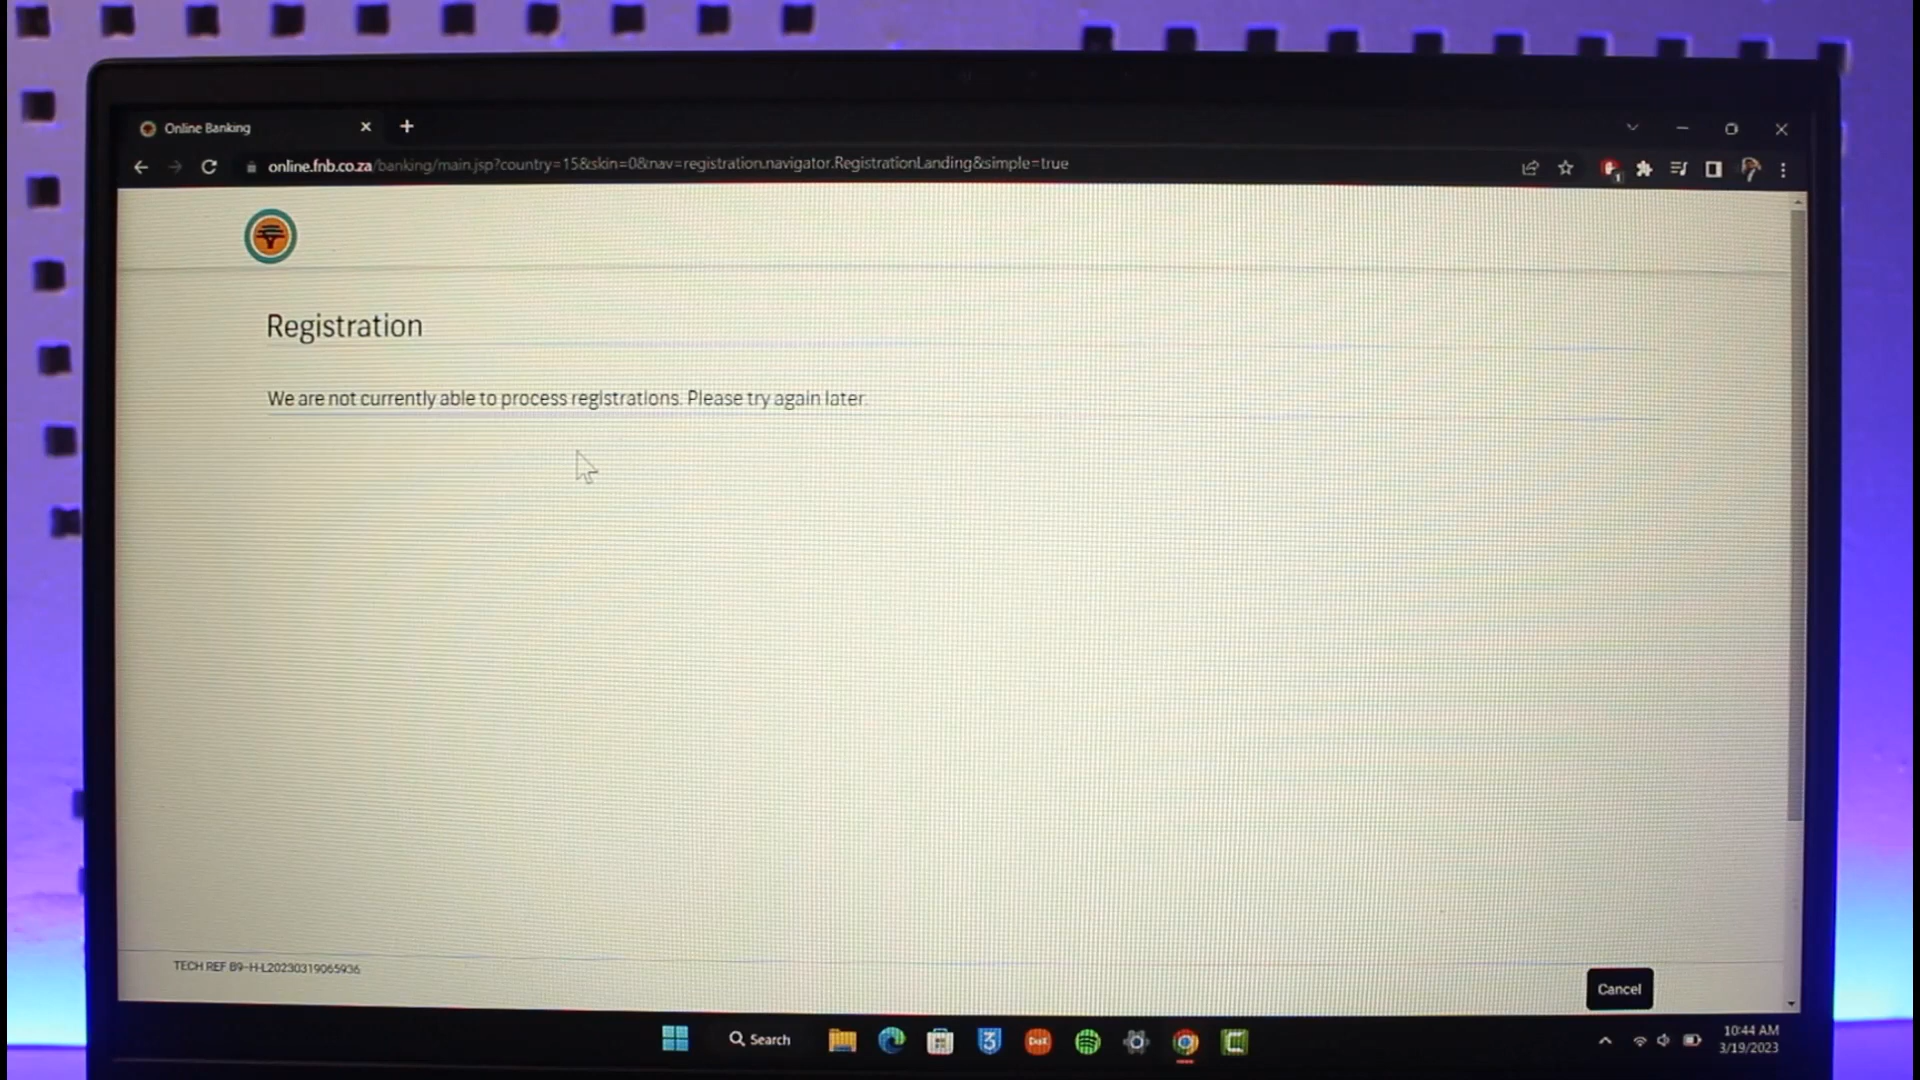 Online Banking
online.fnb.co.za/banking/main.jsp?country=15&skin=0&nav=registration.navigator.RegistrationLanding&simple=true
1
Registration
We are not currently able to process registrations. Please try again later.
TECH REF B9-H-L20230319065936
Cancel
Search
3
10:44 AM
3/19/2023